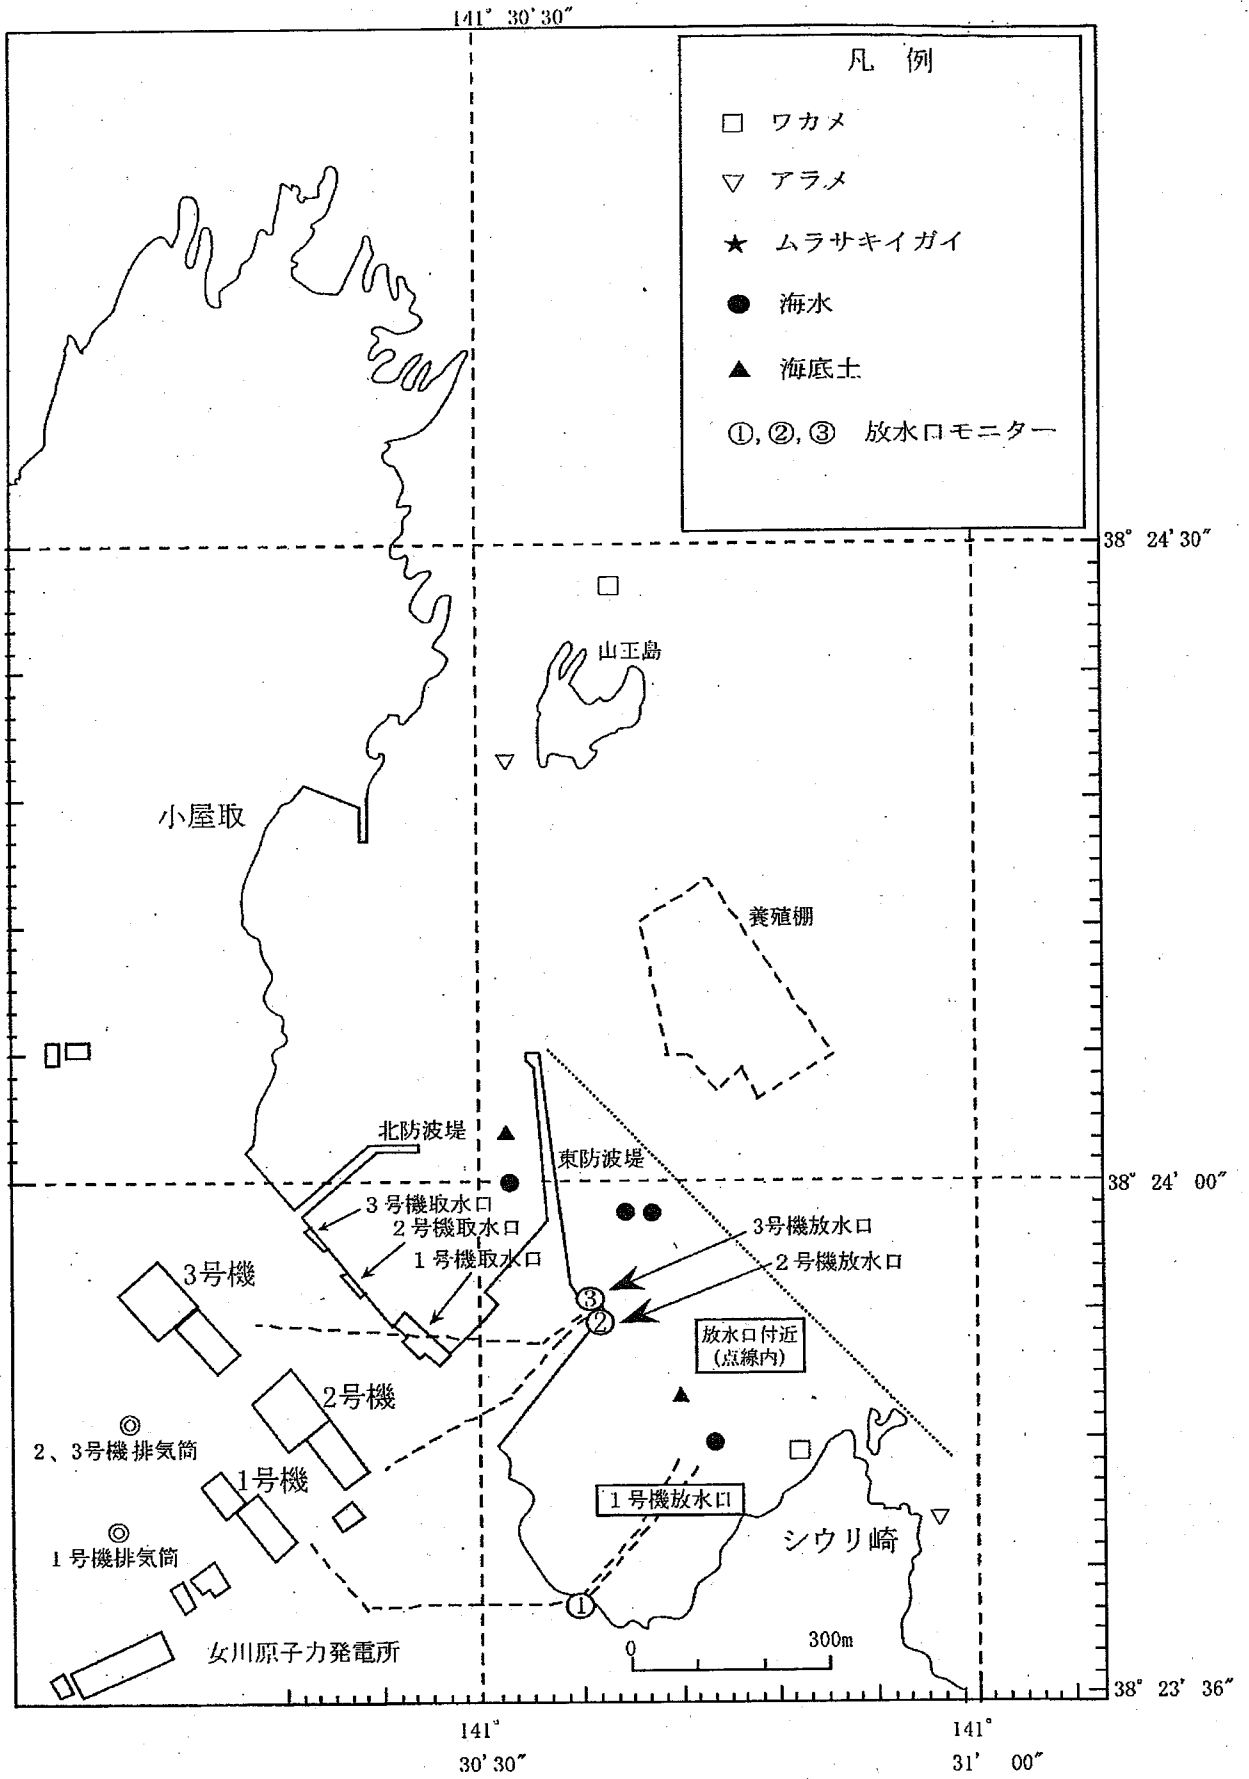 141° 30′30″
凡 例
□ ワカメ
▽ アラメ
★ ムラサキイガイ
● 海水
▲ 海底土
①,②,③ 放水口モニター
38° 24′30″
山王島
小屋取
養殖棚
北防波堤
東防波堤
38° 24′ 00″
3号機取水口
2号機取水口
1号機取水口
3号機放水口
2号機放水口
3号機
③
②
放水口付近
(点線内)
2号機
2、3号機排気筒
1号機
1号機放水口
シウリ崎
1号機排気筒
①
女川原子力発電所
0 300m
38° 23′ 36″
141°
30′30″
141°
31′ 00″